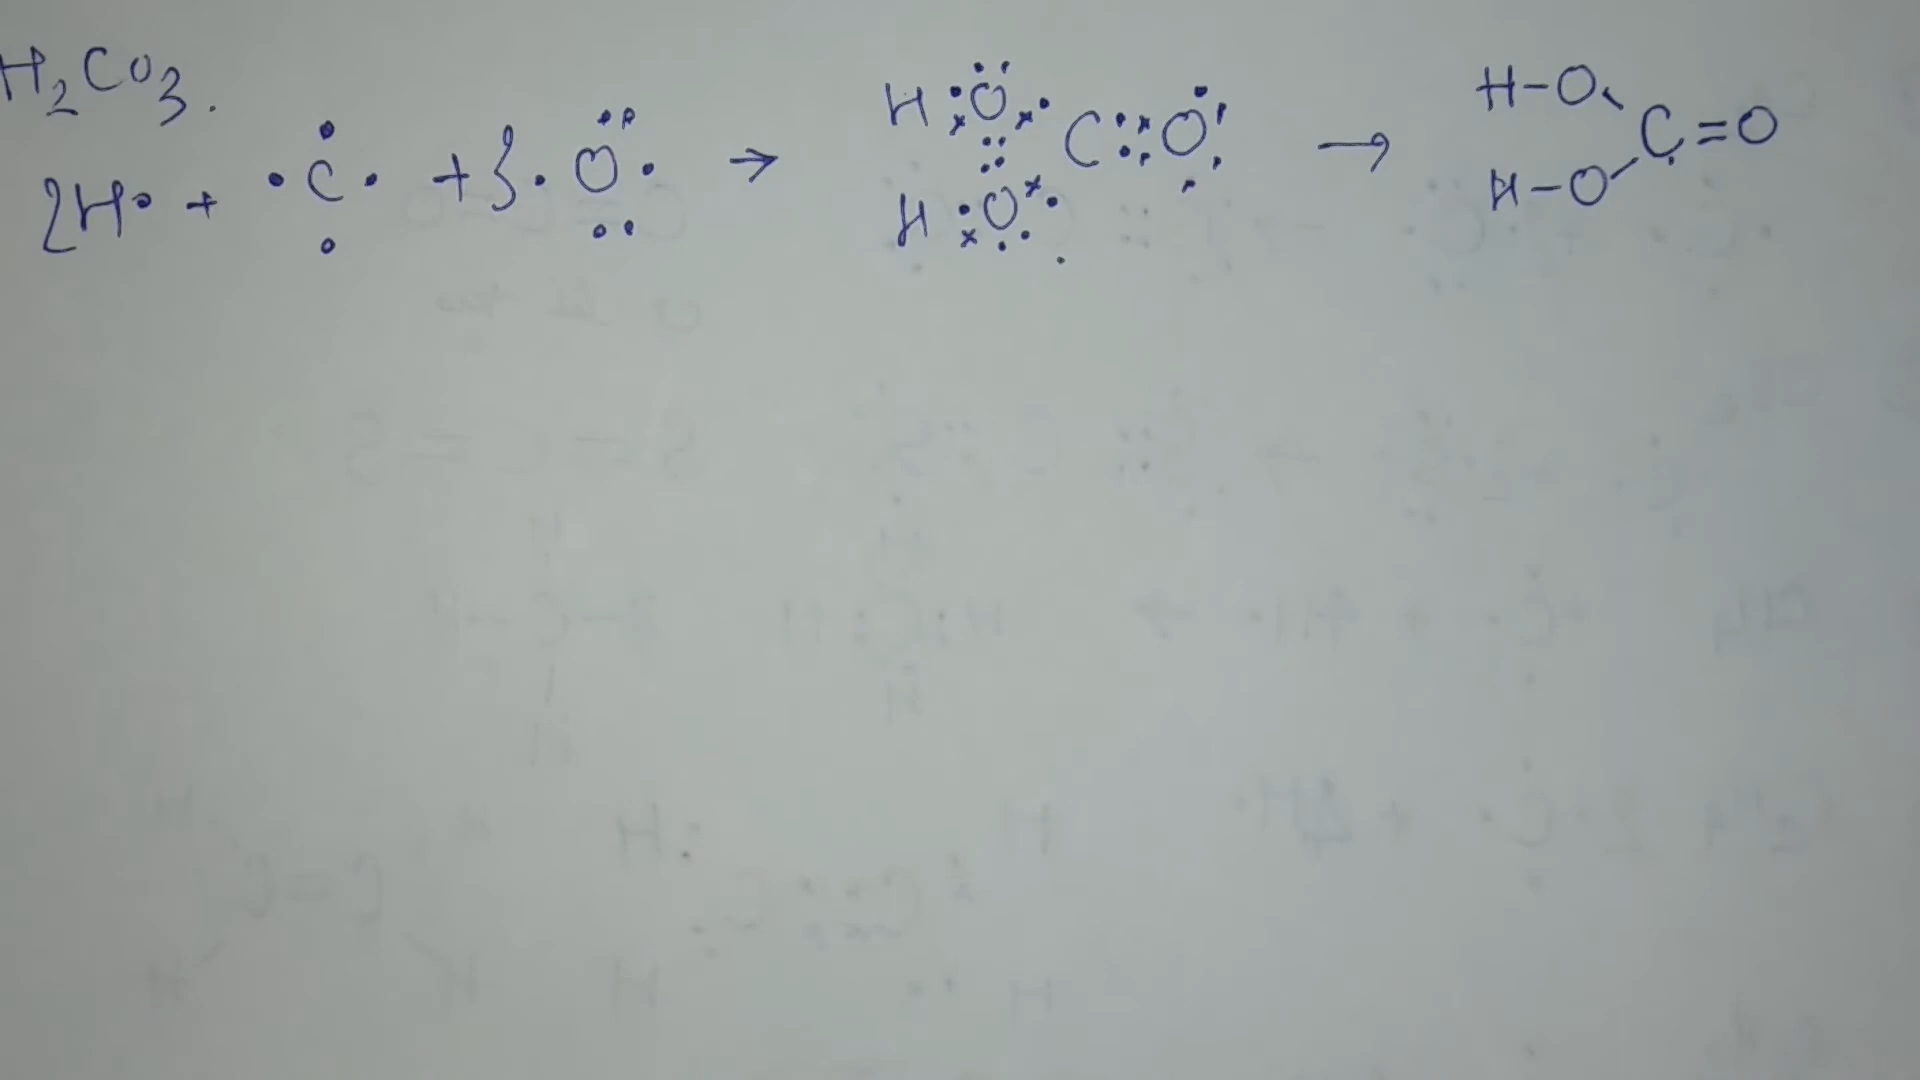 H₂CO₃.
2H• + •C• + 3•O• → H:O:C::O → H–O–C=O
H:O: H–O